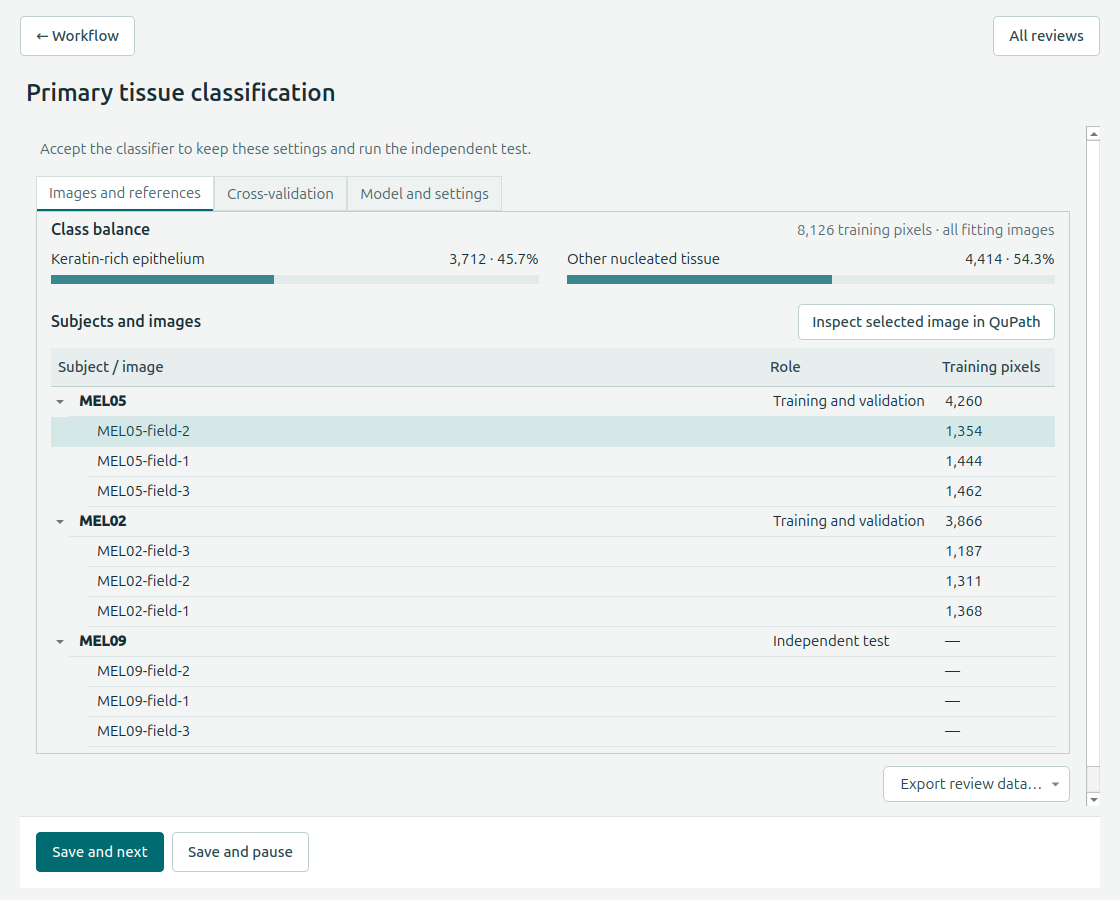 ← Workflow
All reviews
Primary tissue classification
Accept the classifier to keep these settings and run the independent test.
Images and references
Cross-validation
Model and settings
Class balance
8,126 training pixels · all fitting images
Keratin-rich epithelium 3,712 · 45.7%
Other nucleated tissue 4,414 · 54.3%
Subjects and images
Inspect selected image in QuPath
Subject / image Role Training pixels
MEL05 Training and validation 4,260
MEL05-field-2 1,354
MEL05-field-1 1,444
MEL05-field-3 1,462
MEL02 Training and validation 3,866
MEL02-field-3 1,187
MEL02-field-2 1,311
MEL02-field-1 1,368
MEL09 Independent test —
MEL09-field-2 —
MEL09-field-1 —
MEL09-field-3 —
Export review data...
Save and next
Save and pause